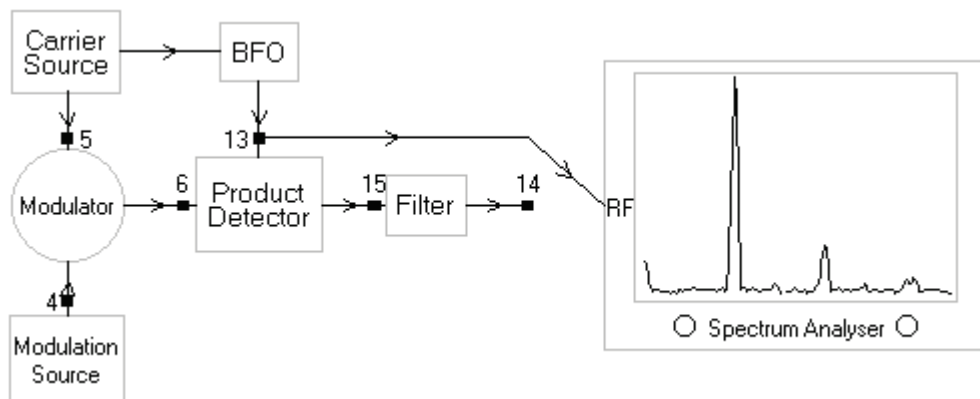 Carrier
Source
BFO
5
13
6
Product
Detector
15
Filter
14
Modulator
RF
4
Modulation
Source
Spectrum Analyser